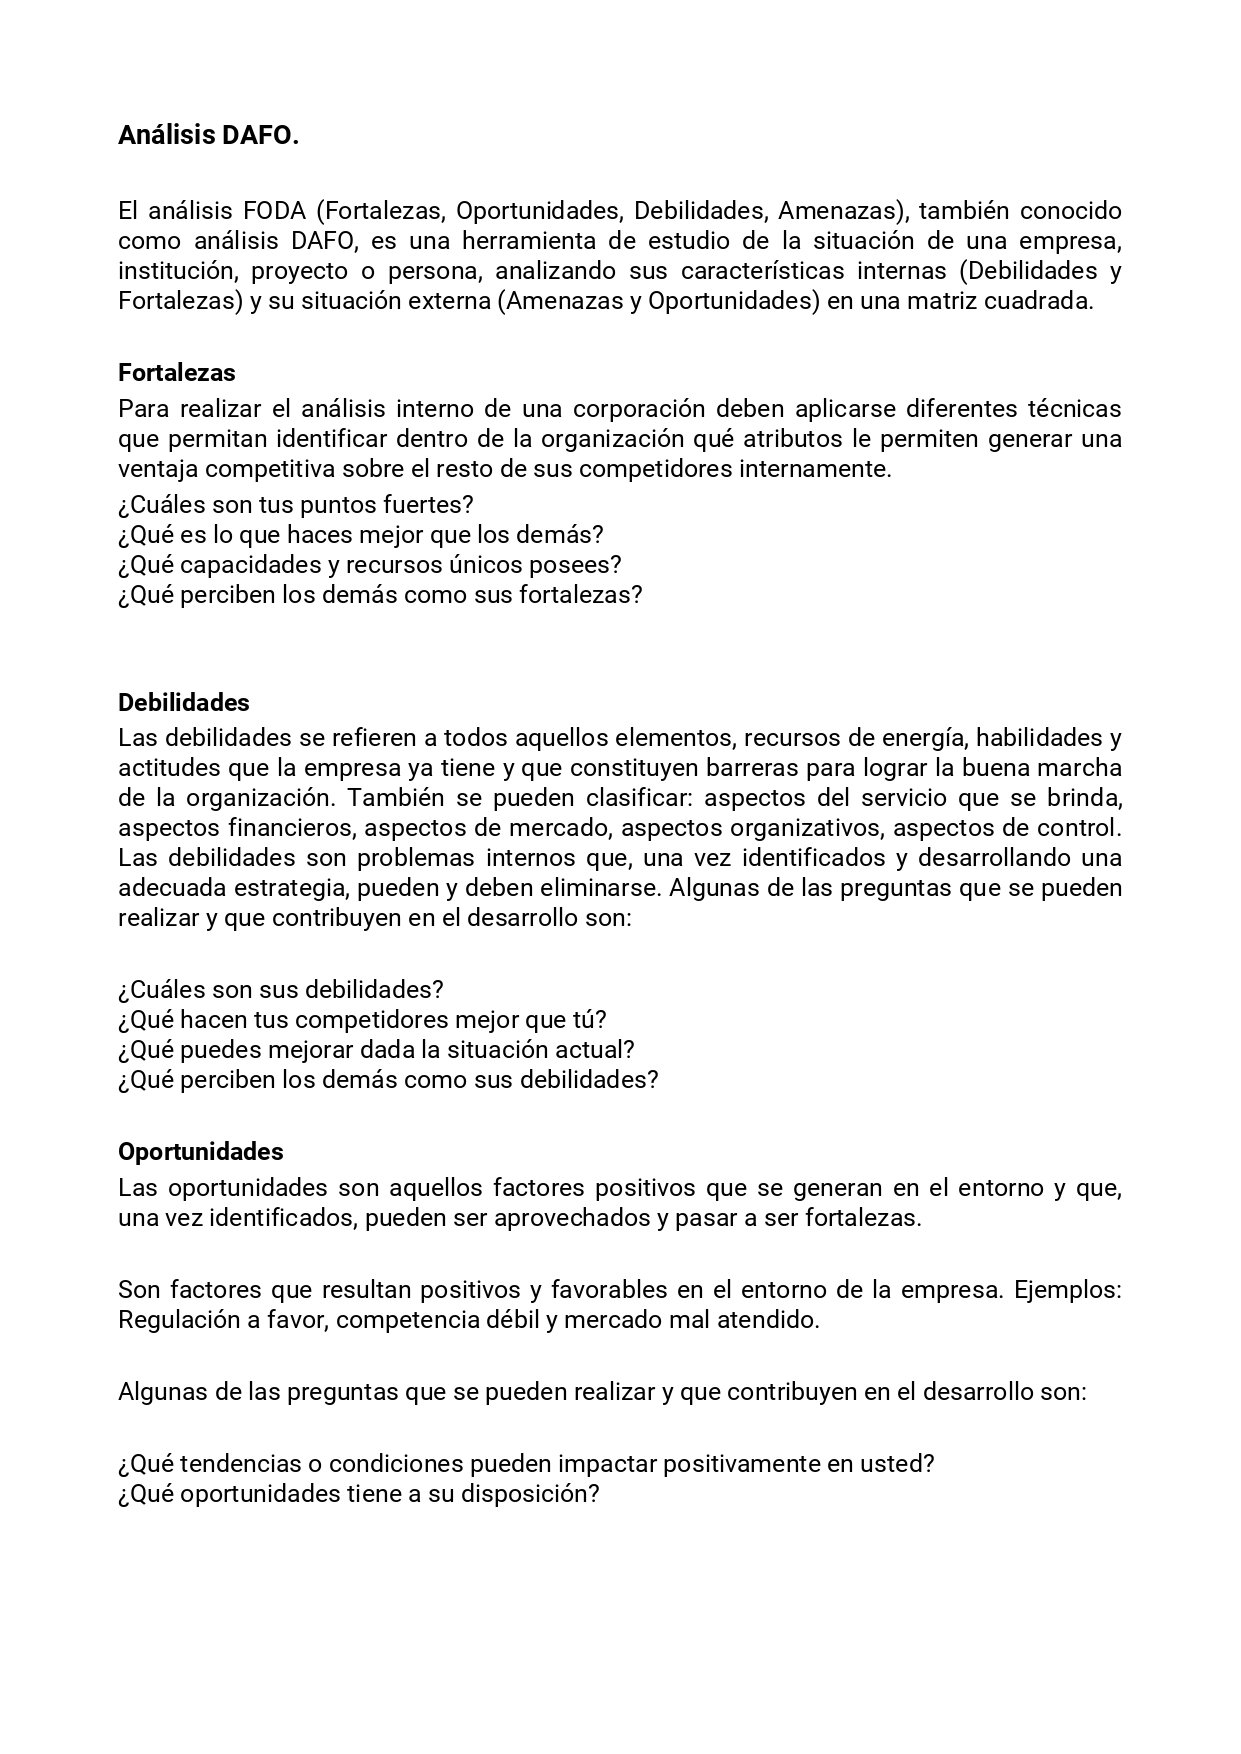 Análisis DAFO.
El análisis FODA (Fortalezas, Oportunidades, Debilidades, Amenazas), también conocido
como análisis DAFO, es una herramienta de estudio de la situación de una empresa,
institución, proyecto o persona, analizando sus características internas (Debilidades y
Fortalezas) y su situación externa (Amenazas y Oportunidades) en una matriz cuadrada.
Fortalezas
Para realizar el análisis interno de una corporación deben aplicarse diferentes técnicas
que permitan identificar dentro de la organización qué atributos le permiten generar una
ventaja competitiva sobre el resto de sus competidores internamente.
¿Cuáles son tus puntos fuertes?
¿Qué es lo que haces mejor que los demás?
¿Qué capacidades y recursos únicos posees?
¿Qué perciben los demás como sus fortalezas?
Debilidades
Las debilidades se refieren a todos aquellos elementos, recursos de energía, habilidades y
actitudes que la empresa ya tiene y que constituyen barreras para lograr la buena marcha
de la organización. También se pueden clasificar: aspectos del servicio que se brinda,
aspectos financieros, aspectos de mercado, aspectos organizativos, aspectos de control.
Las debilidades son problemas internos que, una vez identificados y desarrollando una
adecuada estrategia, pueden y deben eliminarse. Algunas de las preguntas que se pueden
realizar y que contribuyen en el desarrollo son:
¿Cuáles son sus debilidades?
¿Qué hacen tus competidores mejor que tú?
¿Qué puedes mejorar dada la situación actual?
¿Qué perciben los demás como sus debilidades?
Oportunidades
Las oportunidades son aquellos factores positivos que se generan en el entorno y que,
una vez identificados, pueden ser aprovechados y pasar a ser fortalezas.
Son factores que resultan positivos y favorables en el entorno de la empresa. Ejemplos:
Regulación a favor, competencia débil y mercado mal atendido.
Algunas de las preguntas que se pueden realizar y que contribuyen en el desarrollo son:
¿Qué tendencias o condiciones pueden impactar positivamente en usted?
¿Qué oportunidades tiene a su disposición?